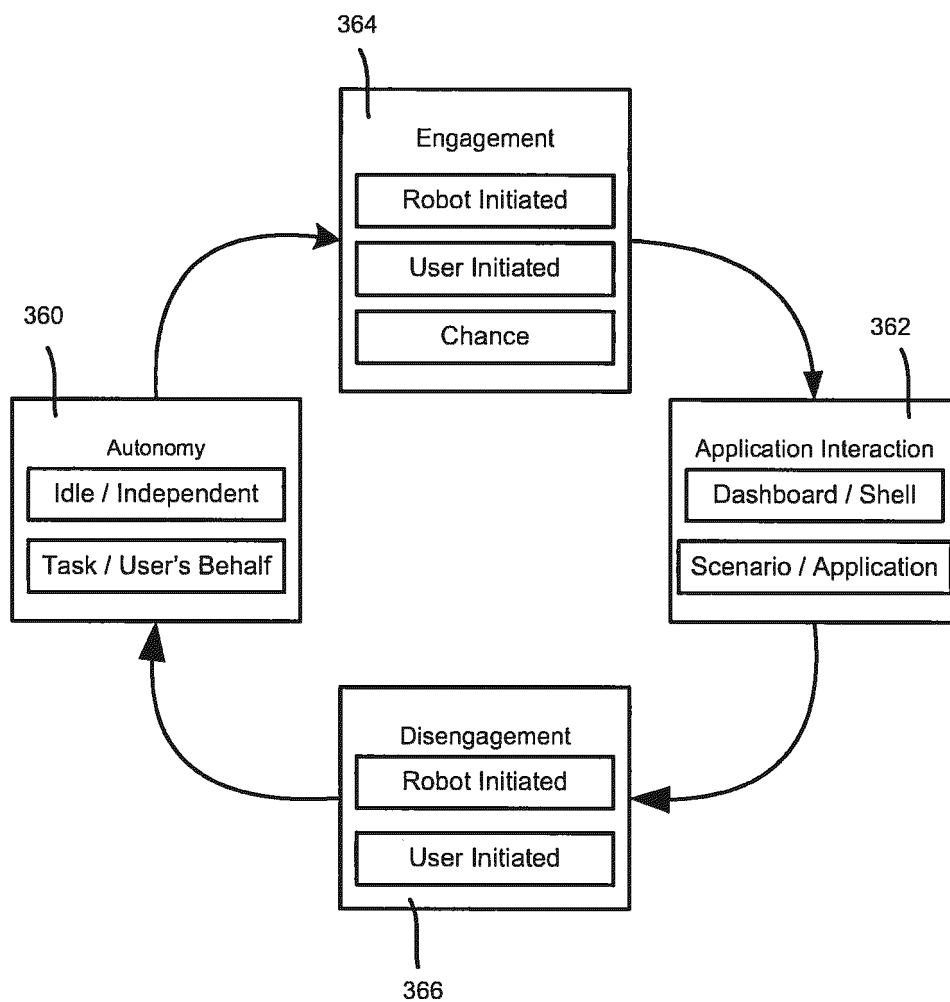 364
Engagement
Robot Initiated
User Initiated
Chance
360
Autonomy
Idle / Independent
Task / User's Behalf
362
Application Interaction
Dashboard / Shell
Scenario / Application
Disengagement
Robot Initiated
User Initiated
366